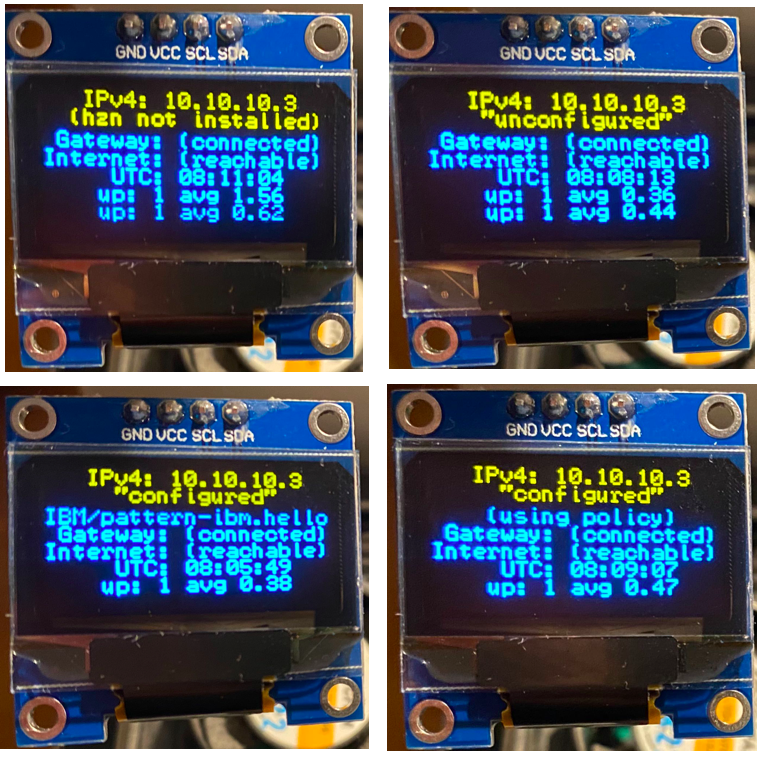 GND VCC SCL SDA
IPv4: 10.10.10.3
(hzn not installed)
Gateway: (connected)
Internet: (reachable)
UTC: 08:11:04
up: 1 avg 1.56
up: 1 avg 0.62
GND VCC SCL SDA
IPv4: 10.10.10.3
"unconfigured"
Gateway: (connected)
Internet: (reachable)
UTC: 08:08:13
up: 1 avg 0.36
up: 1 avg 0.44
GND VCC SCL SDA
IPv4: 10.10.10.3
"configured"
IBM/pattern-ibm.hello
Gateway: (connected)
Internet: (reachable)
UTC: 08:05:49
up: 1 avg 0.38
GND VCC SCL SDA
IPv4: 10.10.10.3
"configured"
(using policy)
Gateway: (connected)
Internet: (reachable)
UTC: 08:09:07
up: 1 avg 0.47